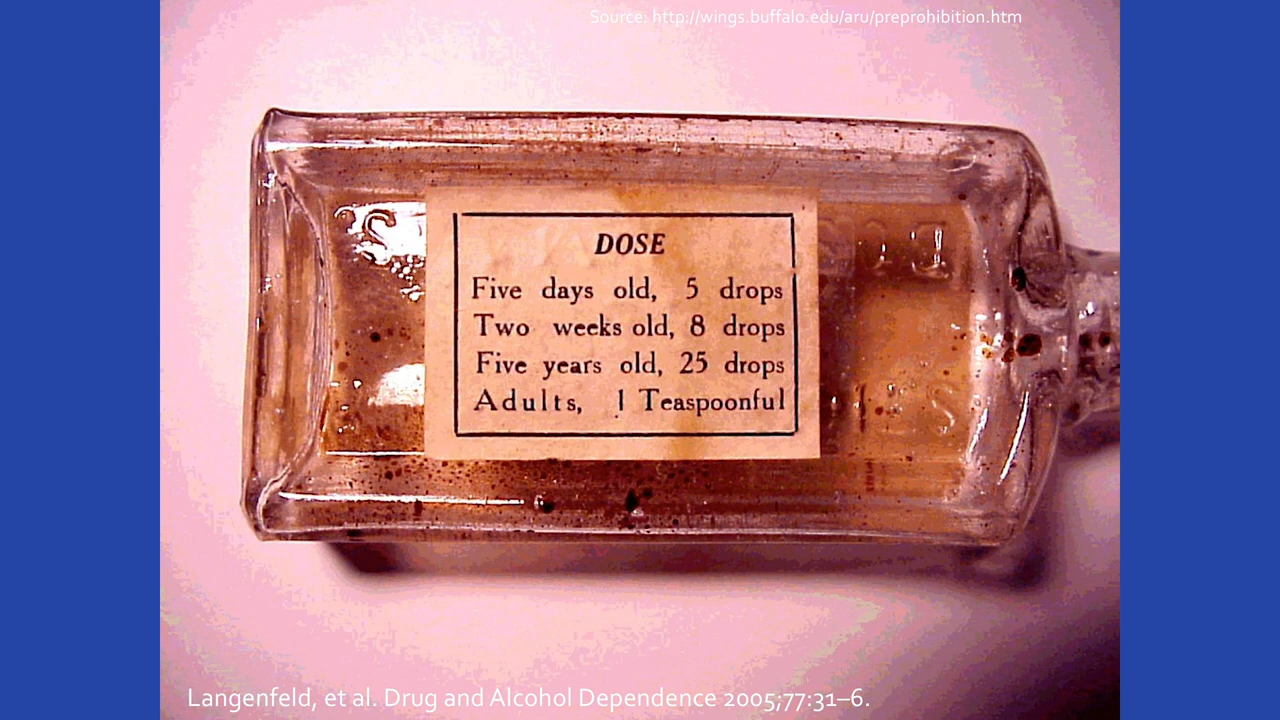 Source: http://wings.buffalo.edu/aru/preprohibition.htm
DOSE
Five days old, 5 drops
Two weeks old, 8 drops
Five years old, 25 drops
Adults, 1 Teaspoonful
Langenfeld, et al. Drug and Alcohol Dependence 2005;77:31–6.